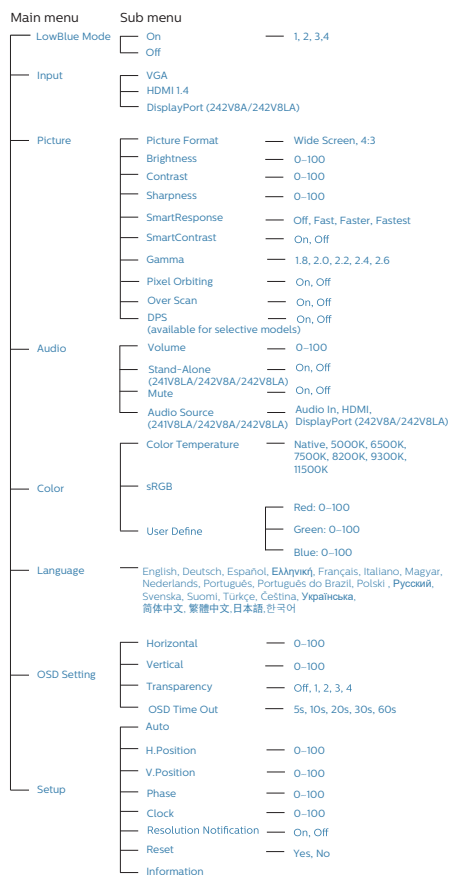 Main menu Sub menu
LowBlue Mode On 1, 2, 3,4
Off
Input VGA
HDMI 1.4
DisplayPort (242V8A/242V8LA)
Picture Picture Format Wide Screen, 4:3
Brightness 0-100
Contrast 0-100
Sharpness 0-100
SmartResponse Off, Fast, Faster, Fastest
SmartContrast On, Off
Gamma 1.8, 2.0, 2.2, 2.4, 2.6
Pixel Orbiting On, Off
Over Scan On, Off
DPS On, Off
(available for selective models)
Audio Volume 0-100
Stand-Alone On, Off
(241V8LA/242V8A/242V8LA)
Mute On, Off
Audio Source Audio In, HDMI,
(241V8LA/242V8A/242V8LA) DisplayPort (242V8A/242V8LA)
Color Temperature Native, 5000K, 6500K,
7500K, 8200K, 9300K,
11500K
Color sRGB
Red: 0-100
User Define Green: 0-100
Blue: 0-100
Language English, Deutsch, Español, Ελληνική, Français, Italiano, Magyar,
Nederlands, Português, Português do Brazil, Polski , Русский,
Svenska, Suomi, Türkçe, Čeština, Українська,
简体中文, 繁體中文,日本語,한국어
Horizontal 0-100
Vertical 0-100
OSD Setting Transparency Off, 1, 2, 3, 4
OSD Time Out 5s, 10s, 20s, 30s, 60s
Auto
H.Position 0-100
V.Position 0-100
Setup Phase 0-100
Clock 0-100
Resolution Notification On, Off
Reset Yes, No
Information